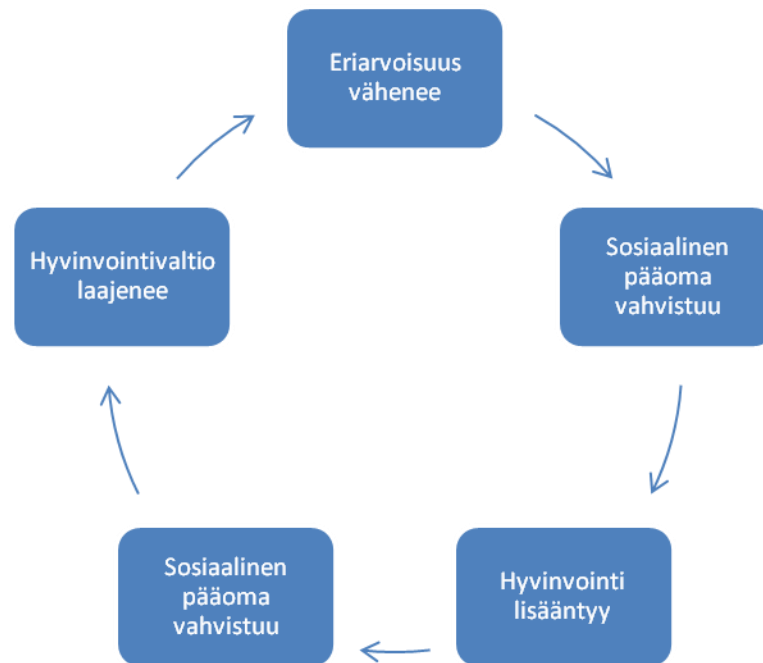 Eriarvoisuus
vähenee
Sosiaalinen
pääoma
vahvistuu
Hyvinvointi
lisääntyy
Sosiaalinen
pääoma
vahvistuu
Hyvinvointivaltio
laajenee